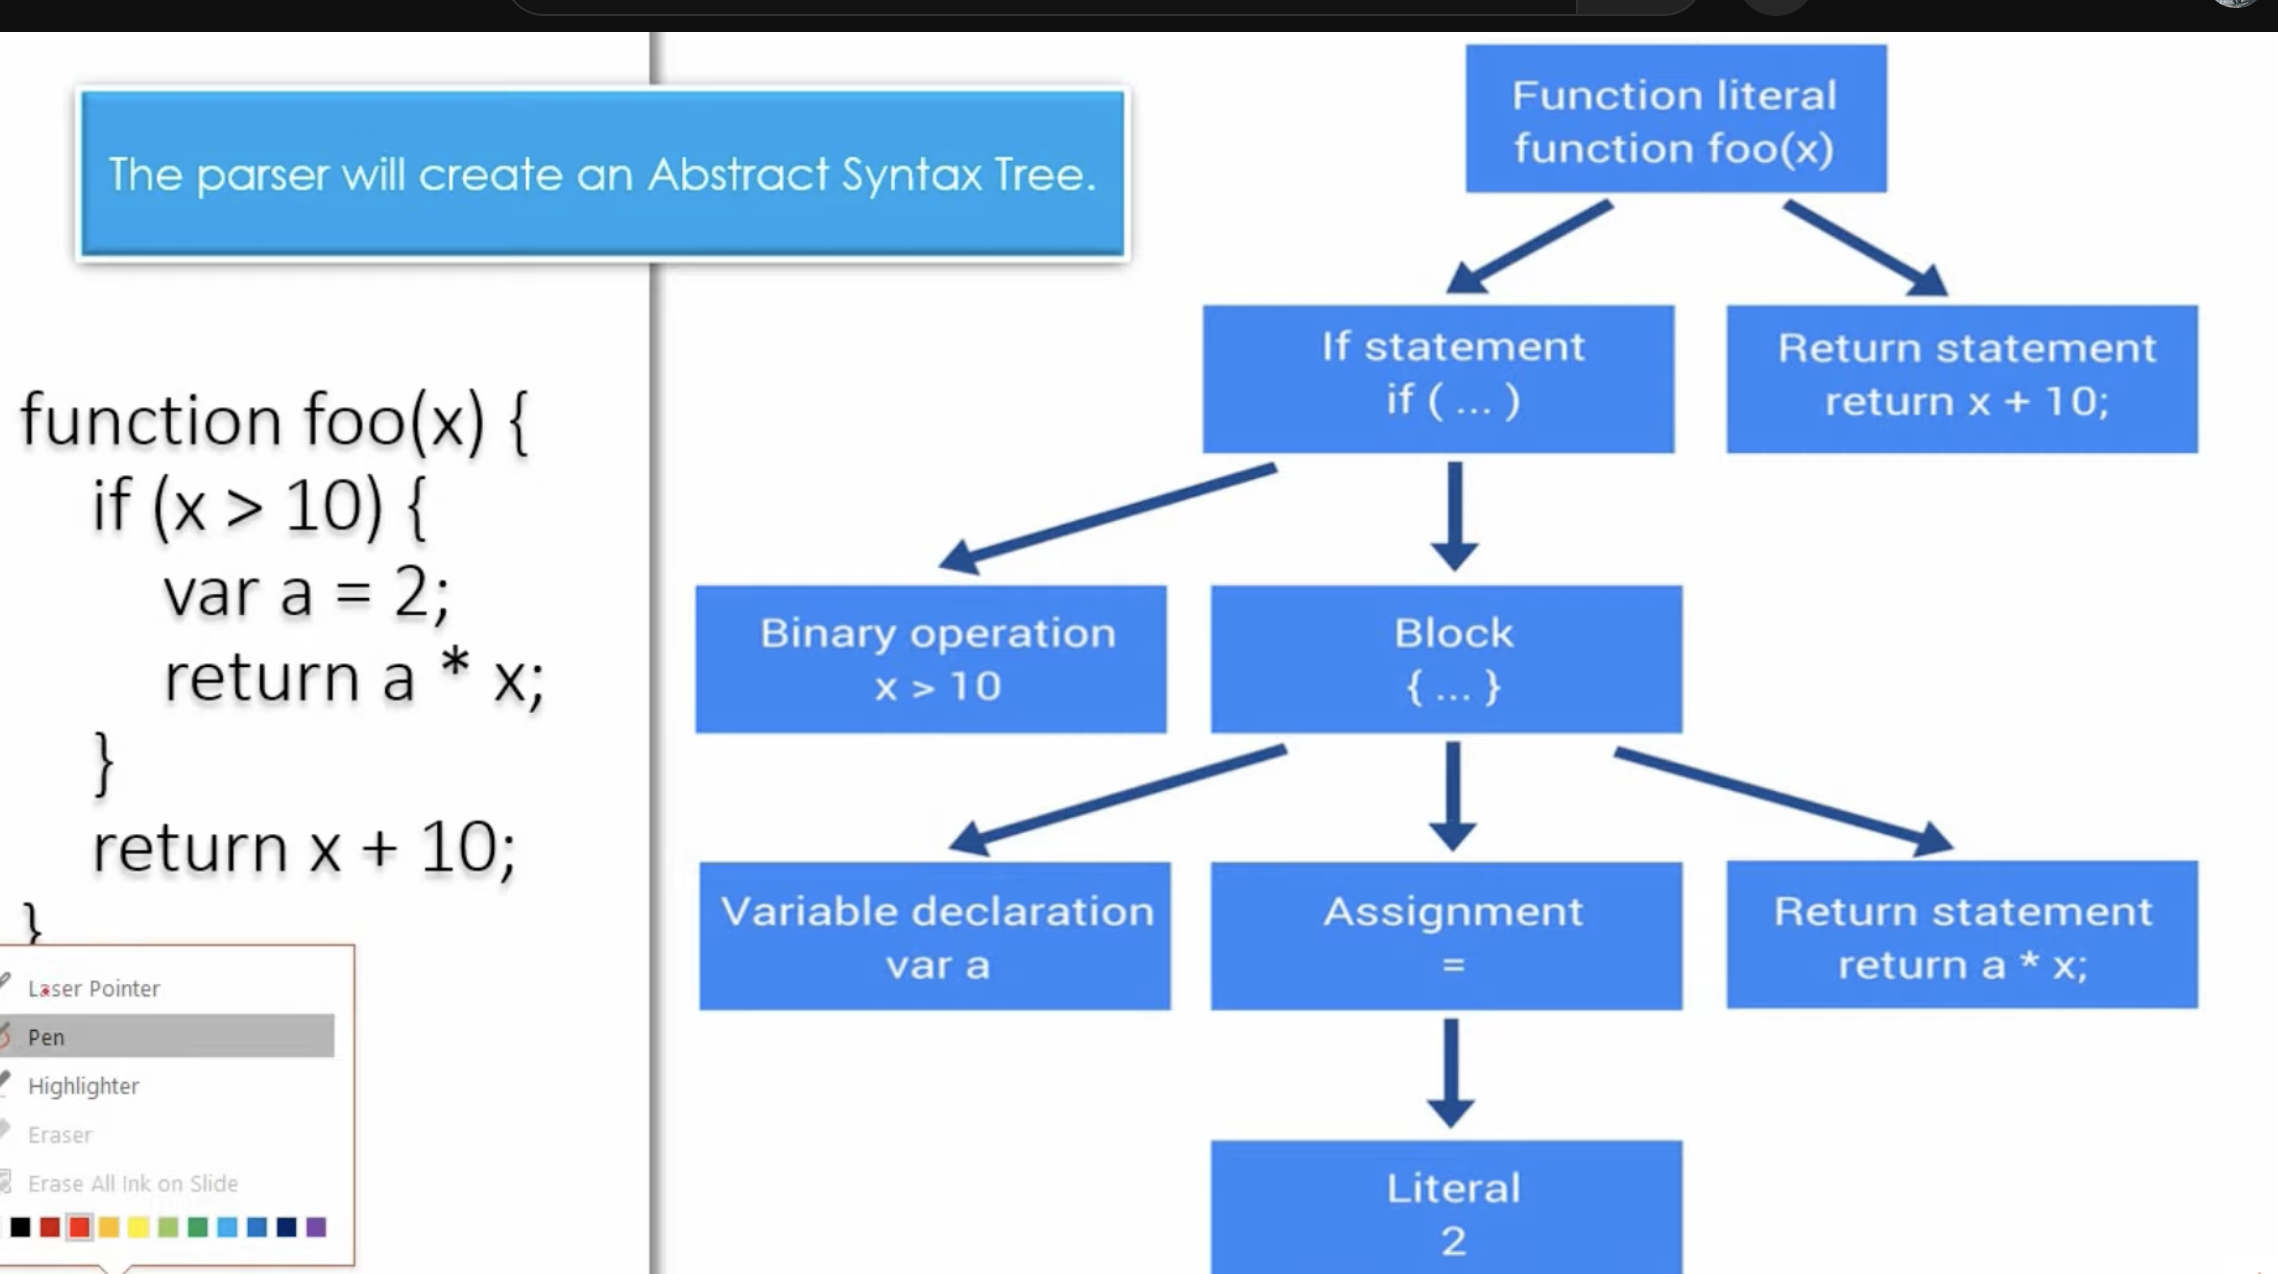 The parser will create an Abstract Syntax Tree.
function foo(x) {
if (x > 10) {
var a = 2;
return a * x;
}
return x + 10;
}
Laser Pointer
Pen
Highlighter
Eraser
Erase All Ink on Slide
Function literal
function foo(x)
If statement
if ( ... )
Return statement
return x + 10;
Binary operation
x > 10
Block
{ ... }
Variable declaration
var a
Assignment
=
Return statement
return a * x;
Literal
2